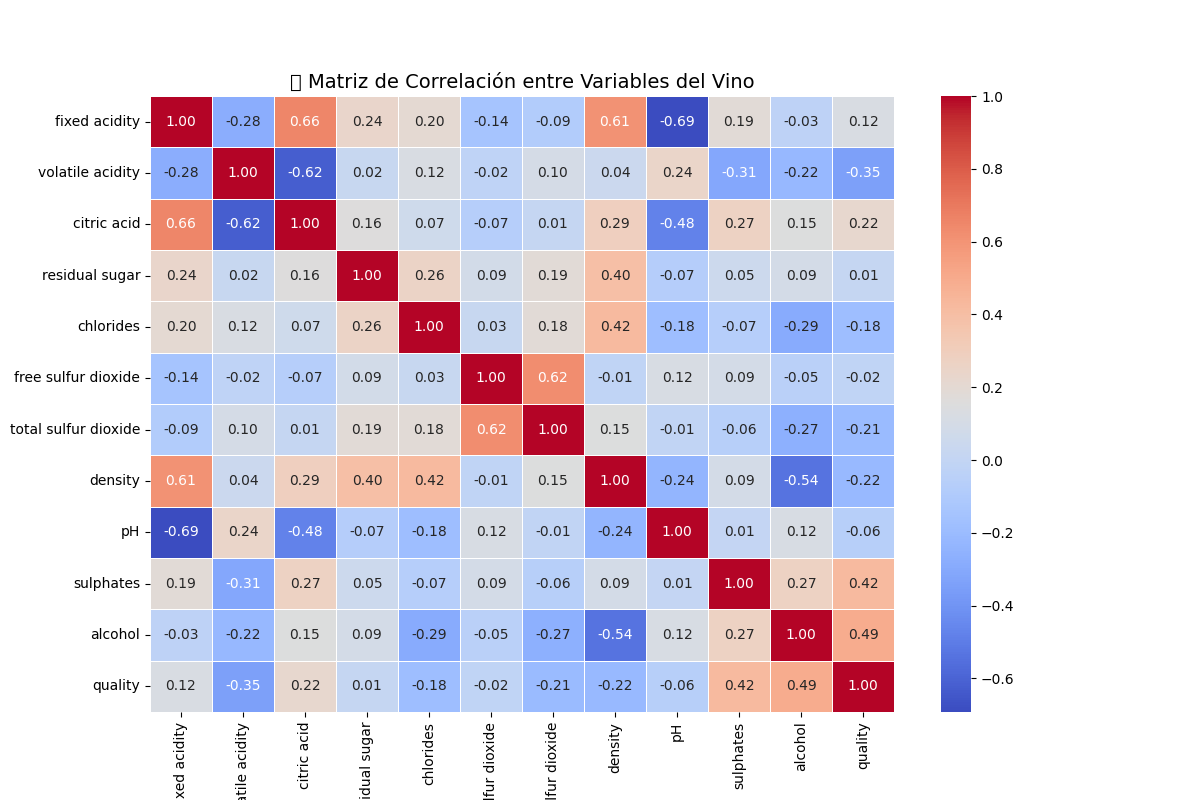 Matriz de Correlación entre Variables del Vino
fixed acidity 1.00 -0.28 0.66 0.24 0.20 -0.14 -0.09 0.61 -0.69 0.19 -0.03 0.12
volatile acidity -0.28 1.00 -0.62 0.02 0.12 -0.02 0.10 0.04 0.24 -0.31 -0.22 -0.35
citric acid 0.66 -0.62 1.00 0.16 0.07 -0.07 0.01 0.29 -0.48 0.27 0.15 0.22
residual sugar 0.24 0.02 0.16 1.00 0.26 0.09 0.19 0.40 -0.07 0.05 0.09 0.01
chlorides 0.20 0.12 0.07 0.26 1.00 0.03 0.18 0.42 -0.18 -0.07 -0.29 -0.18
free sulfur dioxide -0.14 -0.02 -0.07 0.09 0.03 1.00 0.62 -0.01 0.12 0.09 -0.05 -0.02
total sulfur dioxide -0.09 0.10 0.01 0.19 0.18 0.62 1.00 0.15 -0.01 -0.06 -0.27 -0.21
density 0.61 0.04 0.29 0.40 0.42 -0.01 0.15 1.00 -0.24 0.09 -0.54 -0.22
pH -0.69 0.24 -0.48 -0.07 -0.18 0.12 -0.01 -0.24 1.00 0.01 0.12 -0.06
sulphates 0.19 -0.31 0.27 0.05 -0.07 0.09 -0.06 0.09 0.01 1.00 0.27 0.42
alcohol -0.03 -0.22 0.15 0.09 -0.29 -0.05 -0.27 -0.54 0.12 0.27 1.00 0.49
quality 0.12 -0.35 0.22 0.01 -0.18 -0.02 -0.21 -0.22 -0.06 0.42 0.49 1.00
xed acidity
atile acidity
citric acid
idual sugar
chlorides
lfur dioxide
lfur dioxide
density
pH
sulphates
alcohol
quality
1.0
0.8
0.6
0.4
0.2
0.0
−0.2
−0.4
−0.6